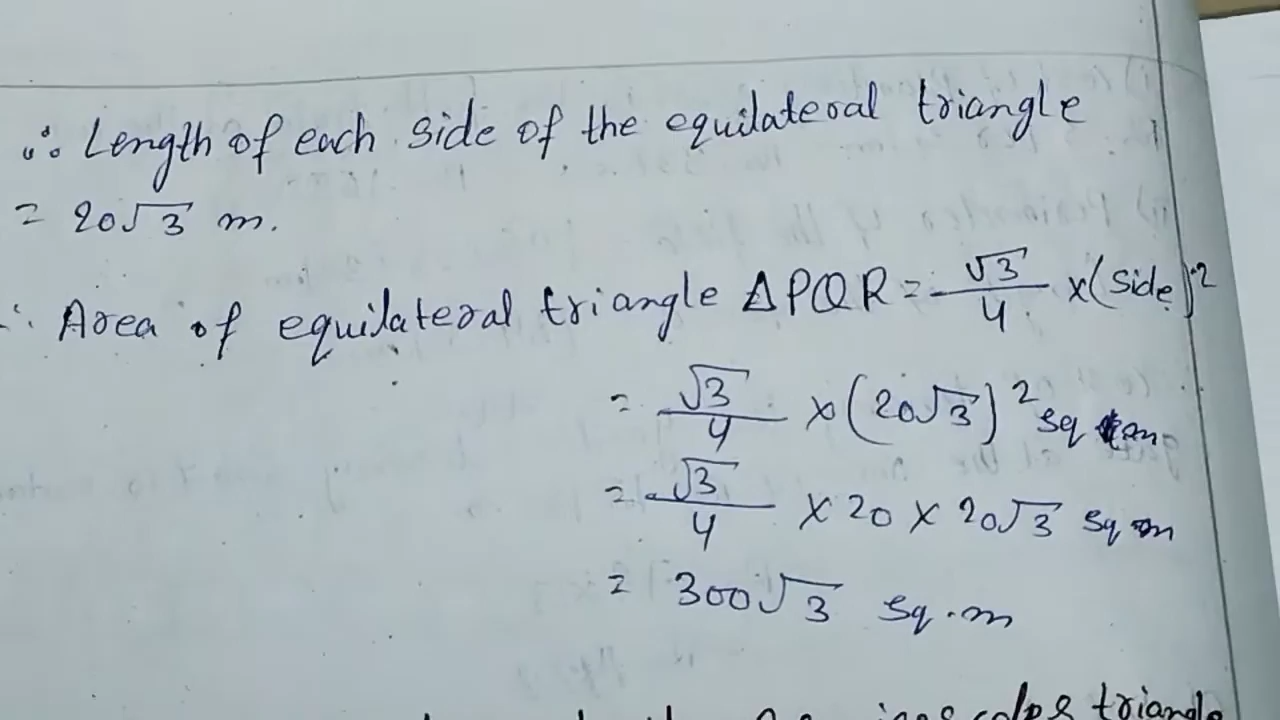 ∴ Length of each side of the equilateral triangle
= 20√3 m.
∴ Area of equilateral triangle ΔPQR = √3/4 × (Side)²
= √3/4 × (20√3)² sq m
= √3/4 × 20 × 20√3 sq m
= 300√3 sq.m
triangle